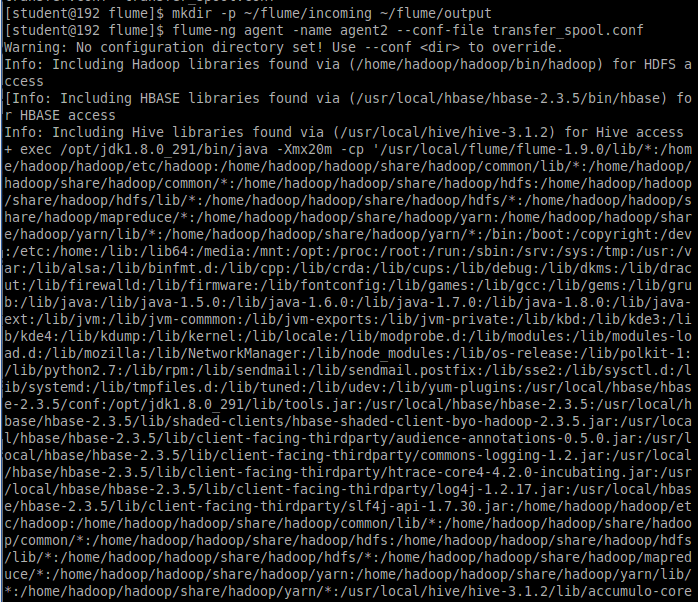 [student@192 flume]$ mkdir -p ~/flume/incoming ~/flume/output
[student@192 flume]$ flume-ng agent -name agent2 --conf-file transfer_spool.conf
Warning: No configuration directory set! Use --conf <dir> to override.
Info: Including Hadoop libraries found via (/home/hadoop/hadoop/bin/hadoop) for HDFS a
ccess
[Info: Including HBASE libraries found via (/usr/local/hbase/hbase-2.3.5/bin/hbase) fo
r HBASE access
Info: Including Hive libraries found via (/usr/local/hive/hive-3.1.2) for Hive access
+ exec /opt/jdk1.8.0_291/bin/java -Xmx20m -cp '/usr/local/flume/flume-1.9.0/lib/*:/hom
e/hadoop/hadoop/etc/hadoop:/home/hadoop/hadoop/share/hadoop/common/lib/*:/home/hadoop/
hadoop/share/hadoop/common/*:/home/hadoop/hadoop/share/hadoop/hdfs:/home/hadoop/hadoop
/share/hadoop/hdfs/lib/*:/home/hadoop/hadoop/share/hadoop/hdfs/*:/home/hadoop/hadoop/s
hare/hadoop/mapreduce/*:/home/hadoop/hadoop/share/hadoop/yarn:/home/hadoop/hadoop/shar
e/hadoop/yarn/lib/*:/home/hadoop/hadoop/share/hadoop/yarn/*:/bin:/boot:/copyright:/dev
:/etc:/home:/lib:/lib64:/media:/mnt:/opt:/proc:/root:/run:/sbin:/srv:/sys:/tmp:/usr:/v
ar:/lib/alsa:/lib/binfmt.d:/lib/cpp:/lib/crda:/lib/cups:/lib/debug:/lib/dkms:/lib/drac
ut:/lib/firewalld:/lib/firmware:/lib/fontconfig:/lib/games:/lib/gcc:/lib/gems:/lib/gru
b:/lib/java:/lib/java-1.5.0:/lib/java-1.6.0:/lib/java-1.7.0:/lib/java-1.8.0:/lib/java-
ext:/lib/jvm:/lib/jvm-commmon:/lib/jvm-exports:/lib/jvm-private:/lib/kbd:/lib/kde3:/li
b/kde4:/lib/kdump:/lib/kernel:/lib/locale:/lib/modprobe.d:/lib/modules:/lib/modules-lo
ad.d:/lib/mozilla:/lib/NetworkManager:/lib/node_modules:/lib/os-release:/lib/polkit-1:
/lib/python2.7:/lib/rpm:/lib/sendmail:/lib/sendmail.postfix:/lib/sse2:/lib/sysctl.d:/l
ib/systemd:/lib/tmpfiles.d:/lib/tuned:/lib/udev:/lib/yum-plugins:/usr/local/hbase/hbas
e-2.3.5/conf:/opt/jdk1.8.0_291/lib/tools.jar:/usr/local/hbase/hbase-2.3.5:/usr/local/h
base/hbase-2.3.5/lib/shaded-clients/hbase-shaded-client-byo-hadoop-2.3.5.jar:/usr/loca
l/hbase/hbase-2.3.5/lib/client-facing-thirdparty/audience-annotations-0.5.0.jar:/usr/l
ocal/hbase/hbase-2.3.5/lib/client-facing-thirdparty/commons-logging-1.2.jar:/usr/local
/hbase/hbase-2.3.5/lib/client-facing-thirdparty/htrace-core4-4.2.0-incubating.jar:/usr
/local/hbase/hbase-2.3.5/lib/client-facing-thirdparty/log4j-1.2.17.jar:/usr/local/hbas
e/hbase-2.3.5/lib/client-facing-thirdparty/slf4j-api-1.7.30.jar:/home/hadoop/hadoop/et
c/hadoop:/home/hadoop/hadoop/share/hadoop/common/lib/*:/home/hadoop/hadoop/share/hadoo
p/common/*:/home/hadoop/hadoop/share/hadoop/hdfs:/home/hadoop/hadoop/share/hadoop/hdfs
/lib/*:/home/hadoop/hadoop/share/hadoop/hdfs/*:/home/hadoop/hadoop/share/hadoop/mapred
uce/*:/home/hadoop/hadoop/share/hadoop/yarn:/home/hadoop/hadoop/share/hadoop/yarn/lib/
*:/home/hadoop/hadoop/share/hadoop/yarn/*:/usr/local/hive/hive-3.1.2/lib/accumulo-core